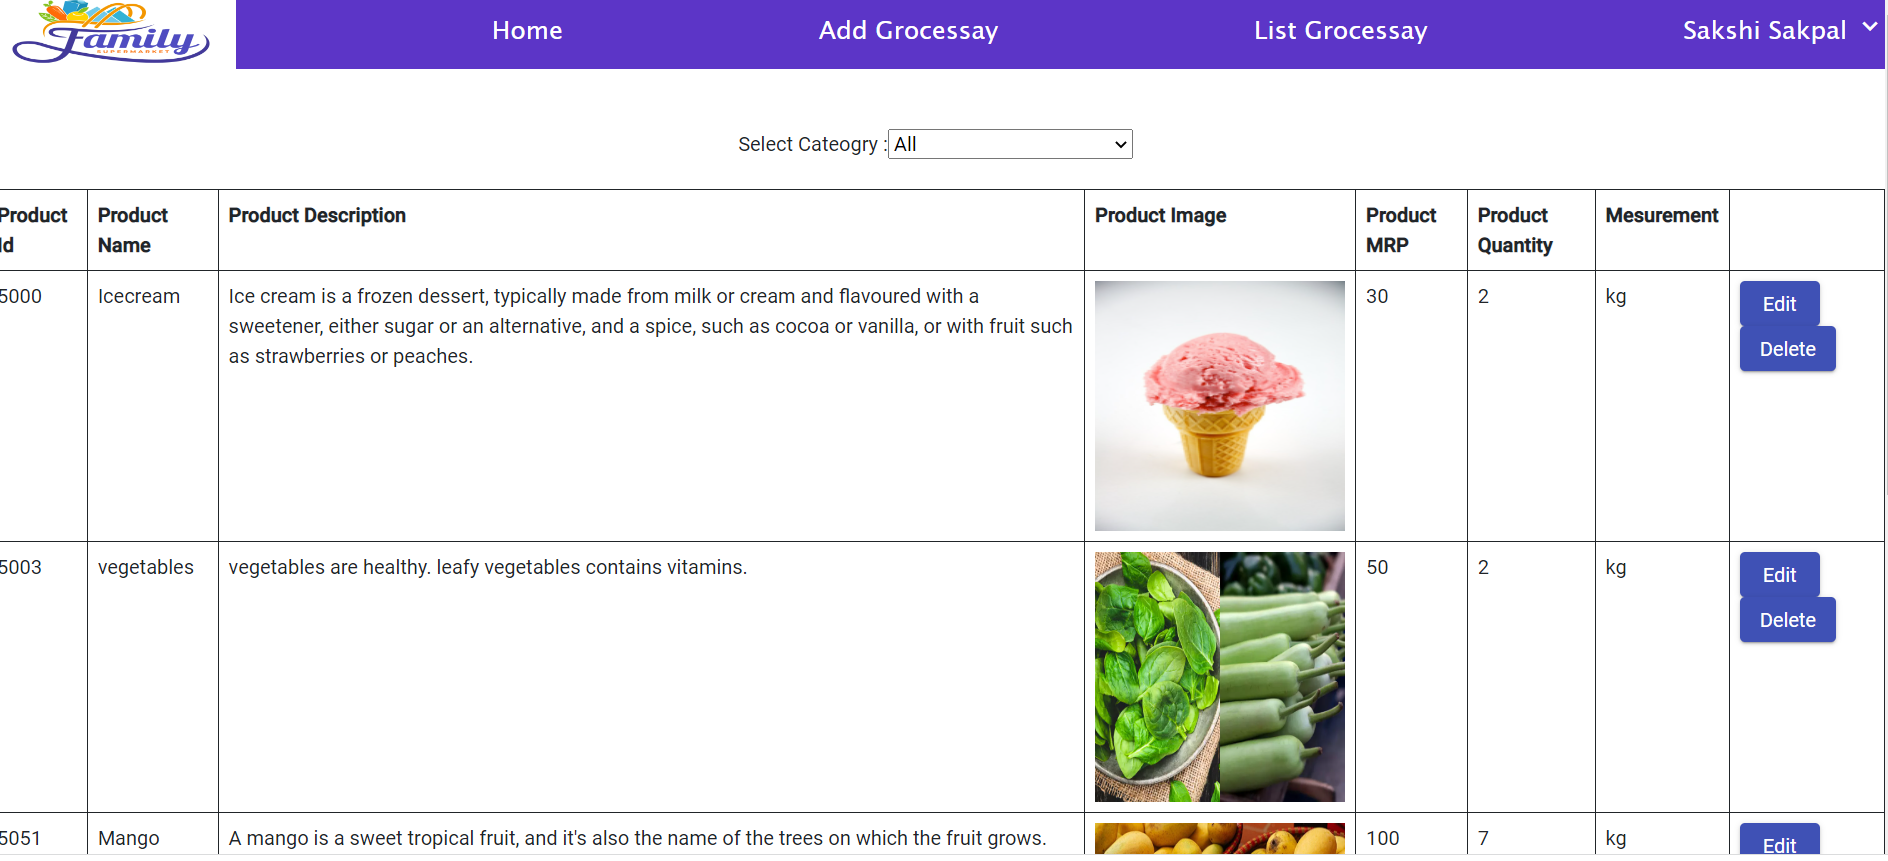 Family
SUPERMARKET
Home
Add Grocessay
List Grocessay
Sakshi Sakpal
Select Cateogry :
All
Product
Id
Product
Name
Product Description
Product Image
Product
MRP
Product
Quantity
Mesurement
5000
Icecream
Ice cream is a frozen dessert, typically made from milk or cream and flavoured with a
sweetener, either sugar or an alternative, and a spice, such as cocoa or vanilla, or with fruit such
as strawberries or peaches.
30
2
kg
Edit
Delete
5003
vegetables
vegetables are healthy. leafy vegetables contains vitamins.
50
2
kg
Edit
Delete
5051
Mango
A mango is a sweet tropical fruit, and it's also the name of the trees on which the fruit grows.
100
7
kg
Edit